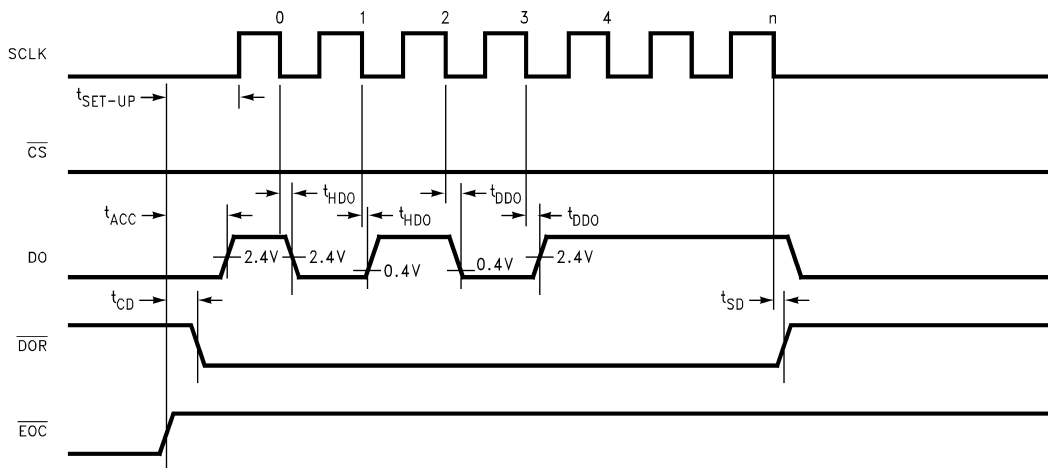 0 1 2 3 4 n
SCLK
tSET-UP
CS
tHDO tDDO
tACC tHDO tDDO
DO 2.4V 2.4V 0.4V 0.4V 2.4V
tCD tSD
DOR
EOC